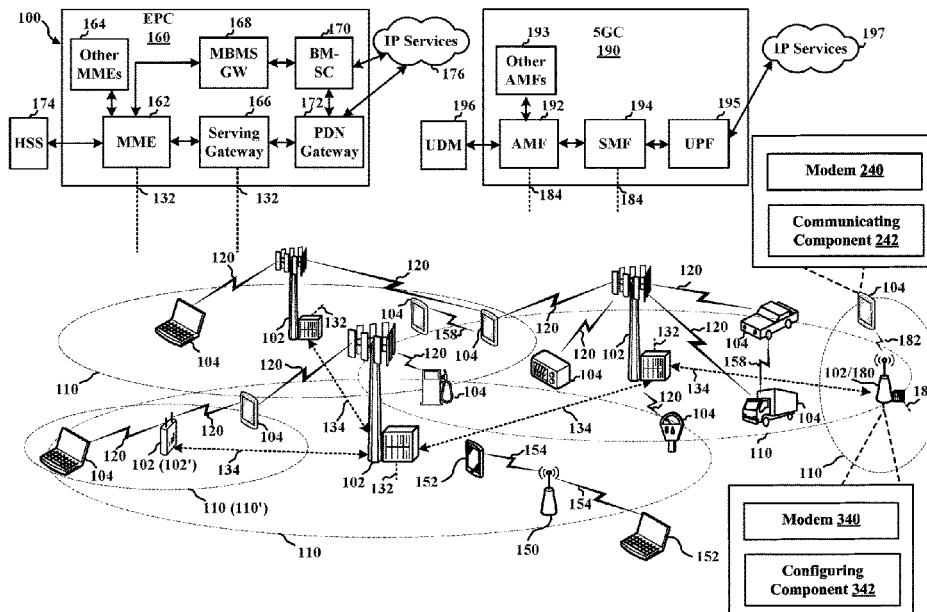 100
EPC
160
164
Other
MMEs
168
MBMS
GW
170
BM-
SC
IP Services
176
174
HSS
162
MME
166
Serving
Gateway
172
PDN
Gateway
132
132
5GC
190
193
Other
AMFs
IP Services
197
196
UDM
192
AMF
194
SMF
195
UPF
184
184
Modem 240
Communicating
Component 242
120
120
104
102
132
104
158
104
120
120
104
102
132
120
120
104
158
104
104
182
102/180
134
110
120
120
104
134
134
134
104
110
110
104
120
102 (102')
120
104
134
102
132
152
154
154
150
152
110 (110')
110
Modem 340
Configuring
Component 342